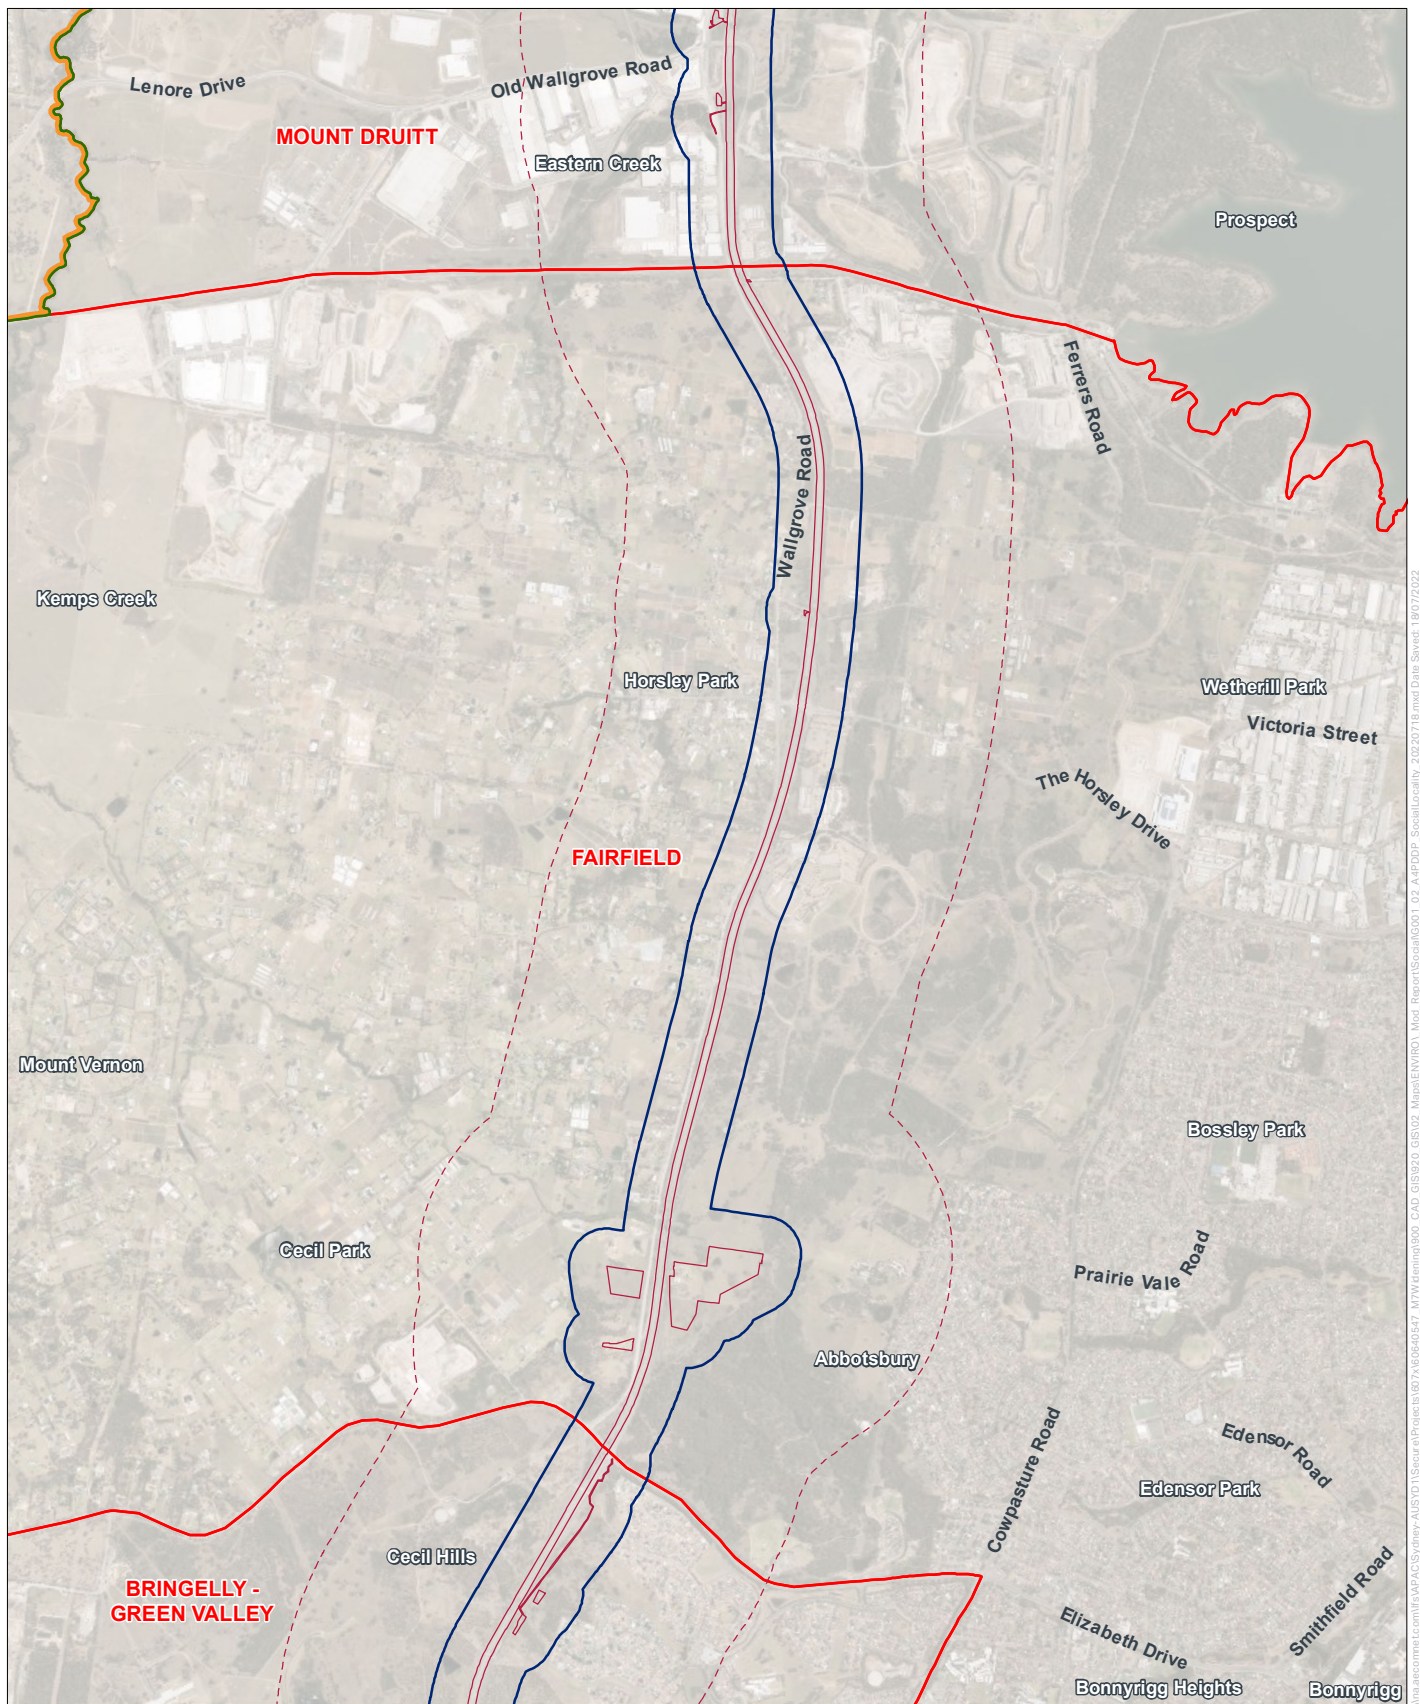 Lenore Drive
Old Wallgrove Road
MOUNT DRUITT
Eastern Creek
Prospect
Ferrers Road
Wallgrove Road
Kemps Creek
Horsley Park
Wetherill Park
Victoria Street
The Horsley Drive
FAIRFIELD
Mount Vernon
Bossley Park
Cecil Park
Prairie Vale Road
Abbotsbury
Cowpasture Road
Edensor Road
Edensor Park
Cecil Hills
BRINGELLY -
GREEN VALLEY
Smithfield Road
Elizabeth Drive
Bonnyrigg Heights
Bonnyrigg